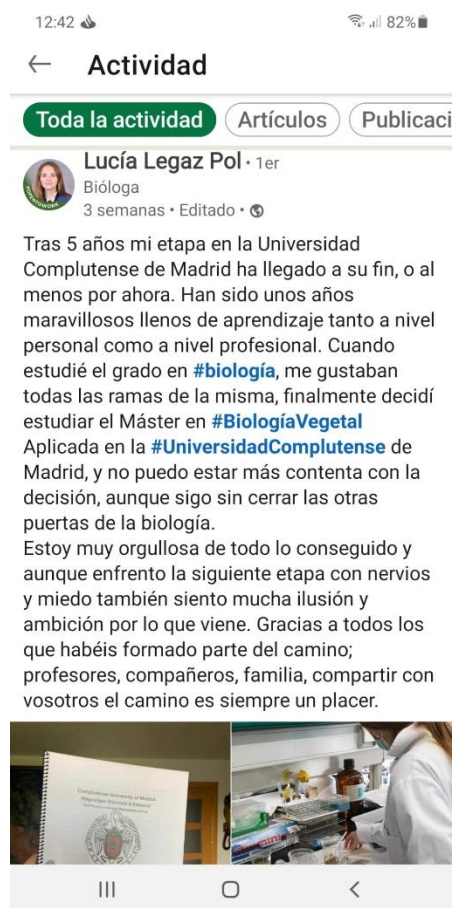 12:42
82%
Actividad
Toda la actividad
Artículos
Publicaci
Lucía Legaz Pol • 1er
Bióloga
3 semanas • Editado •
Tras 5 años mi etapa en la Universidad
Complutense de Madrid ha llegado a su fin, o al
menos por ahora. Han sido unos años
maravillosos llenos de aprendizaje tanto a nivel
personal como a nivel profesional. Cuando
estudié el grado en #biología, me gustaban
todas las ramas de la misma, finalmente decidí
estudiar el Máster en #BiologíaVegetal
Aplicada en la #UniversidadComplutense de
Madrid, y no puedo estar más contenta con la
decisión, aunque sigo sin cerrar las otras
puertas de la biología.
Estoy muy orgullosa de todo lo conseguido y
aunque enfrento la siguiente etapa con nervios
y miedo también siento mucha ilusión y
ambición por lo que viene. Gracias a todos los
que habéis formado parte del camino;
profesores, compañeros, familia, compartir con
vosotros el camino es siempre un placer.
Complutense University of Madrid